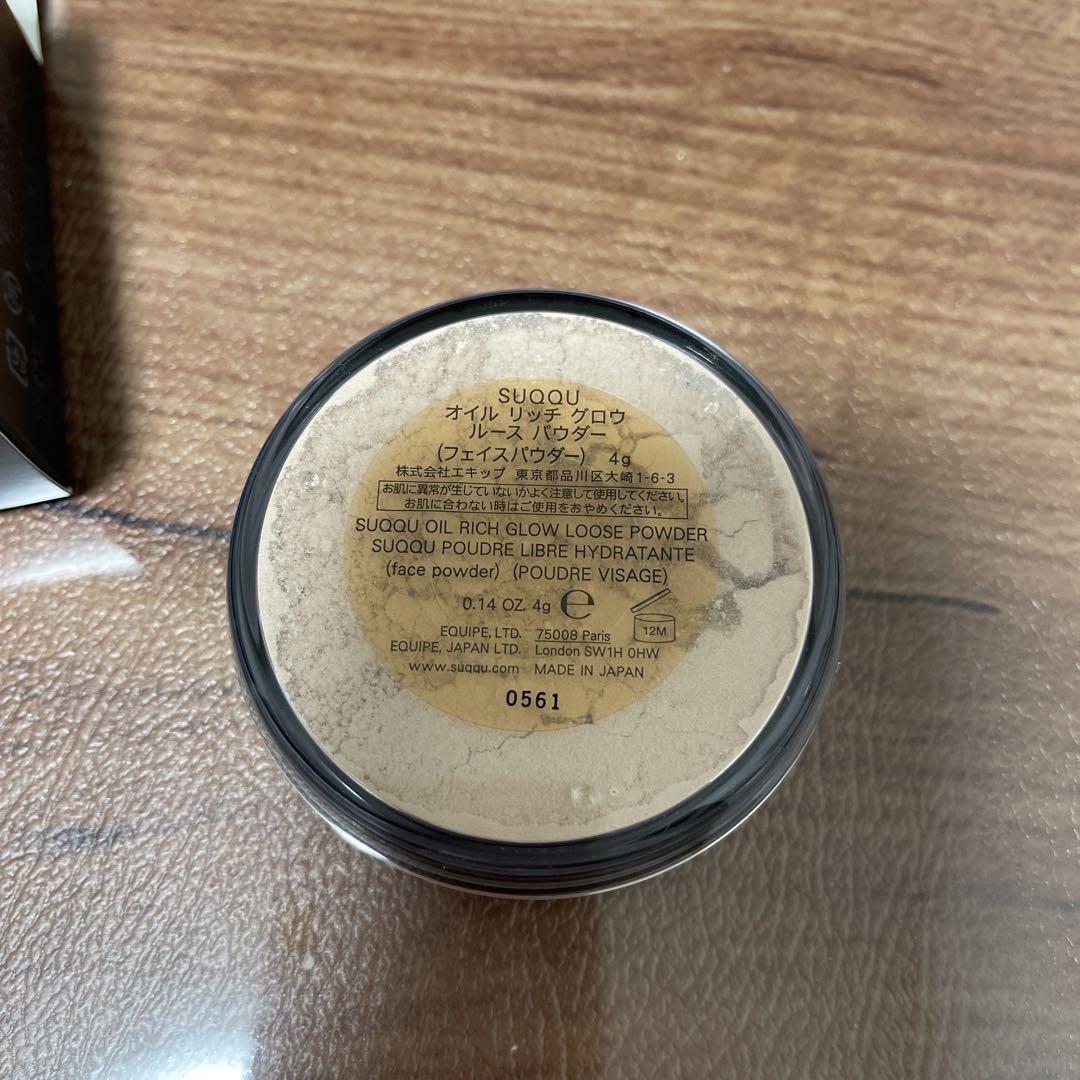 SUQQU
オイル リッチ グロウ
ルース パウダー
(フェイスパウダー) 4g
株式会社エキップ 東京都品川区大崎1-6-3
お肌に異常が生じていないかよく注意して使用してください。
お肌に合わない時はご使用をおやめください。
SUQQU OIL RICH GLOW LOOSE POWDER
SUQQU POUDRE LIBRE HYDRATANTE
(face powder) (POUDRE VISAGE)
0.14 OZ. 4g ℮
12M
EQUIPE, LTD. 75008 Paris
EQUIPE, JAPAN LTD. London SW1H 0HW
www.suqqu.com MADE IN JAPAN
0561